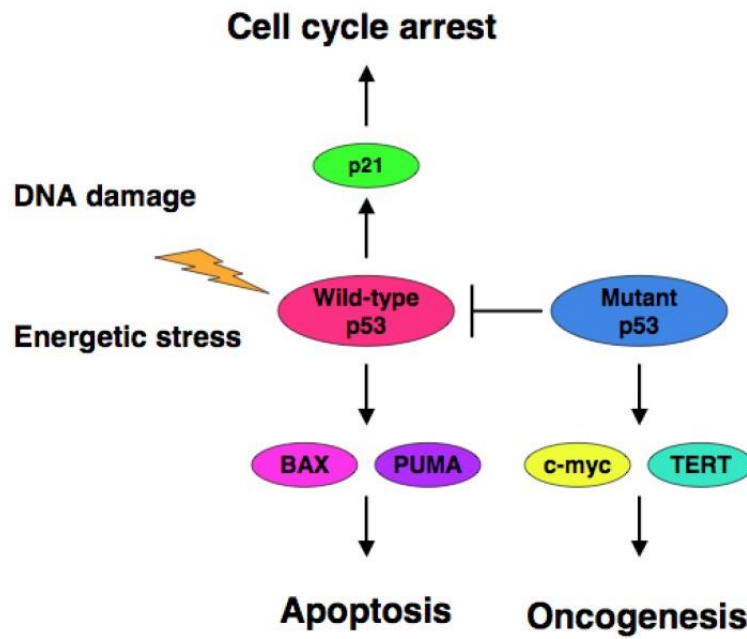 Cell cycle arrest
p21
DNA damage
Wild-type
p53
Mutant
p53
Energetic stress
BAX
PUMA
c-myc
TERT
Apoptosis
Oncogenesis